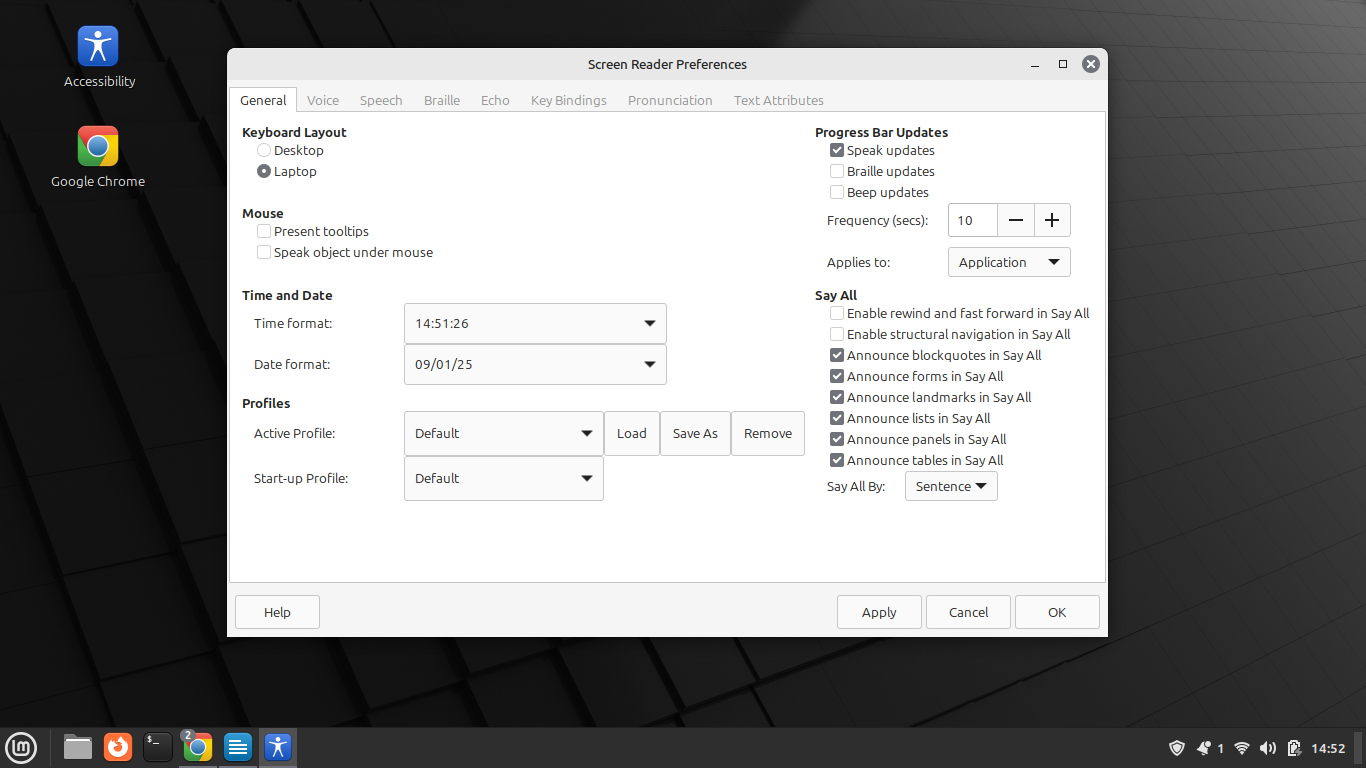 Accessibility
Google Chrome
Screen Reader Preferences
General Voice Speech Braille Echo Key Bindings Pronunciation Text Attributes
Keyboard Layout
Desktop
Laptop
Mouse
Present tooltips
Speak object under mouse
Time and Date
Time format: 14:51:26
Date format: 09/01/25
Profiles
Active Profile: Default Load Save As Remove
Start-up Profile: Default
Progress Bar Updates
Speak updates
Braille updates
Beep updates
Frequency (secs): 10
Applies to: Application
Say All
Enable rewind and fast forward in Say All
Enable structural navigation in Say All
Announce blockquotes in Say All
Announce forms in Say All
Announce landmarks in Say All
Announce lists in Say All
Announce panels in Say All
Announce tables in Say All
Say All By: Sentence
Help Apply Cancel OK
$_ 2 1 14:52